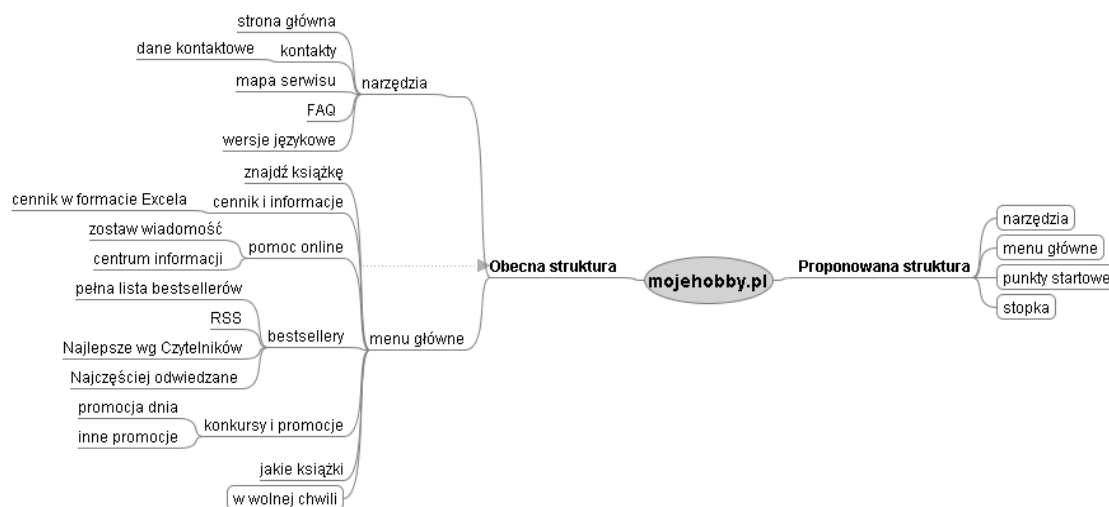 strona główna
dane kontaktowe
kontakty
mapa serwisu
narzędzia
FAQ
wersje językowe
znajdź książkę
cennik w formacie Excela
cennik i informacje
zostaw wiadomość
pomoc online
centrum informacji
pełna lista bestsellerów
RSS
bestsellery
menu główne
Najlepsze wg Czytelników
Najczęściej odwiedzane
promocja dnia
konkursy i promocje
inne promocje
jakie książki
w wolnej chwili
Obecna struktura
mojehobby.pl
Proponowana struktura
narzędzia
menu główne
punkty startowe
stopka